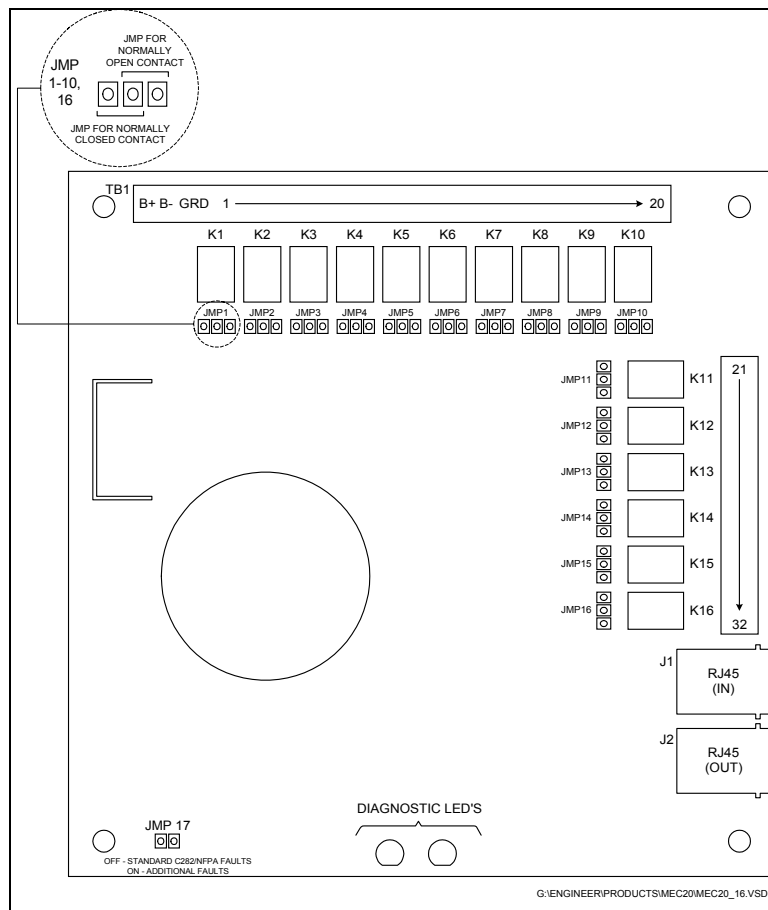 JMP FOR
NORMALLY
OPEN CONTACT
JMP
1-10,
16
JMP FOR NORMALLY
CLOSED CONTACT
TB1
B+ B- GRD 1 20
K1 K2 K3 K4 K5 K6 K7 K8 K9 K10
JMP1 JMP2 JMP3 JMP4 JMP5 JMP6 JMP7 JMP8 JMP9 JMP10
JMP11 K11 21
JMP12 K12
JMP13 K13
JMP14 K14
JMP15 K15
JMP16 K16 32
J1
RJ45
(IN)
J2
RJ45
(OUT)
DIAGNOSTIC LED'S
JMP 17
OFF - STANDARD C282/NFPA FAULTS
ON - ADDITIONAL FAULTS
G:\ENGINEER\PRODUCTS\MEC20\MEC20_16.VSD